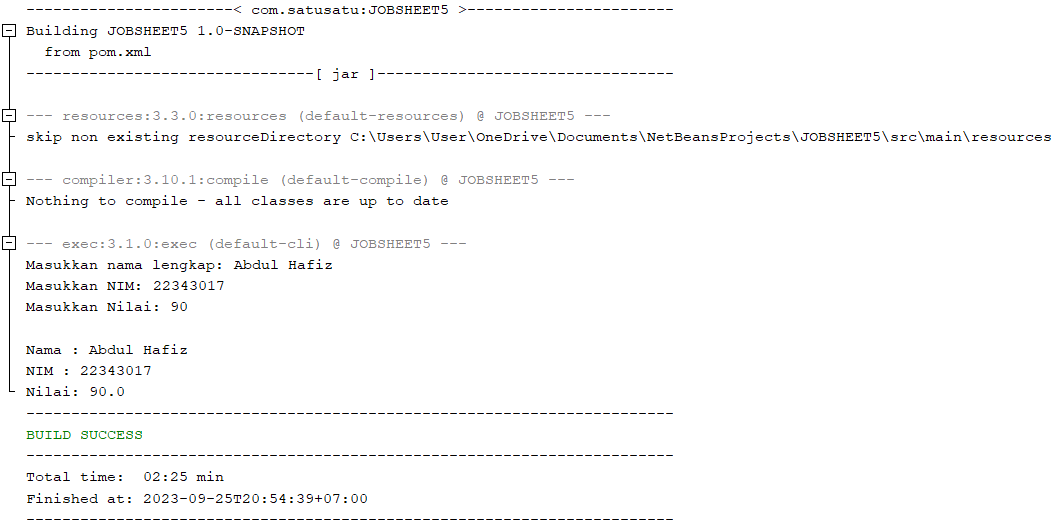 -----------------------< com.satusatu:JOBSHEET5 >-----------------------
Building JOBSHEET5 1.0-SNAPSHOT
  from pom.xml
--------------------------------[ jar ]---------------------------------
--- resources:3.3.0:resources (default-resources) @ JOBSHEET5 ---
skip non existing resourceDirectory C:\Users\User\OneDrive\Documents\NetBeansProjects\JOBSHEET5\src\main\resources
--- compiler:3.10.1:compile (default-compile) @ JOBSHEET5 ---
Nothing to compile - all classes are up to date
--- exec:3.1.0:exec (default-cli) @ JOBSHEET5 ---
Masukkan nama lengkap: Abdul Hafiz
Masukkan NIM: 22343017
Masukkan Nilai: 90
Nama : Abdul Hafiz
NIM : 22343017
Nilai: 90.0
------------------------------------------------------------------------
BUILD SUCCESS
------------------------------------------------------------------------
Total time:  02:25 min
Finished at: 2023-09-25T20:54:39+07:00
------------------------------------------------------------------------